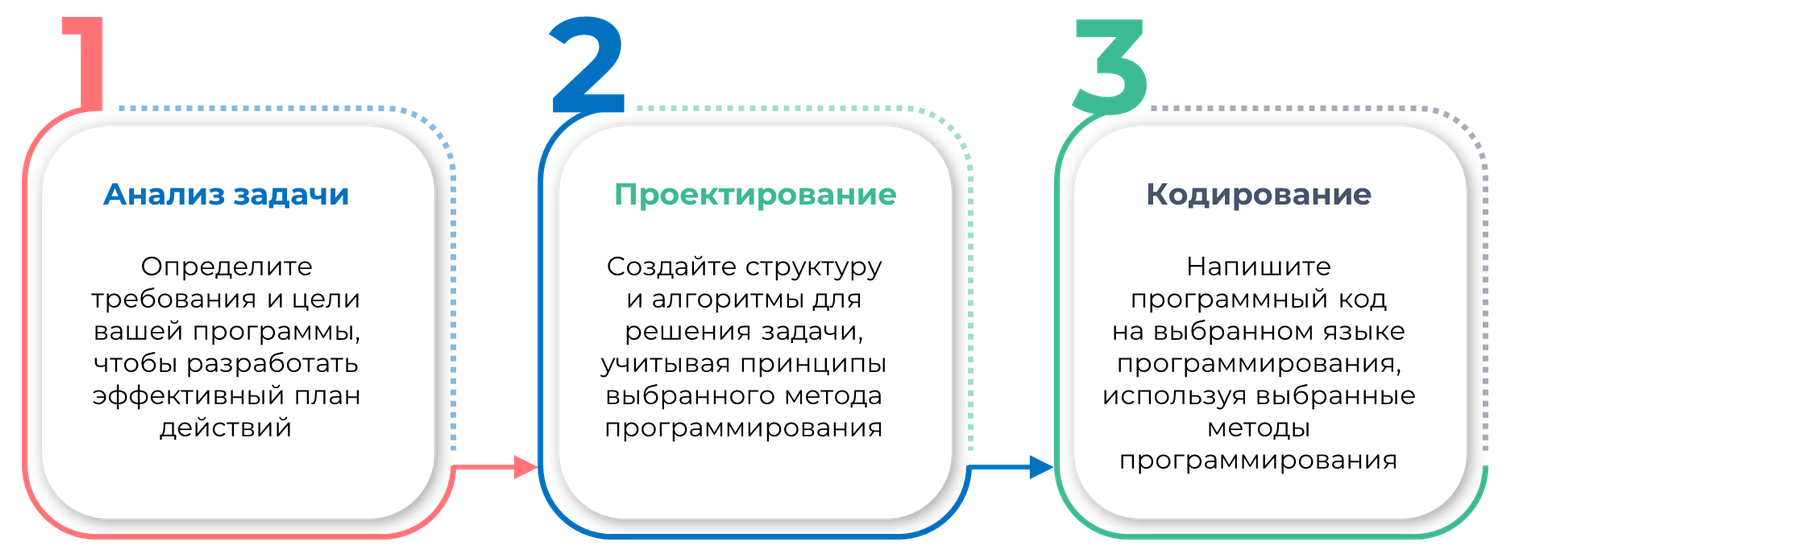 1
Анализ задачи
Определите
требования и цели
вашей программы,
чтобы разработать
эффективный план
действий
2
Проектирование
Создайте структуру
и алгоритмы для
решения задачи,
учитывая принципы
выбранного метода
программирования
3
Кодирование
Напишите
программный код
на выбранном языке
программирования,
используя выбранные
методы
программирования